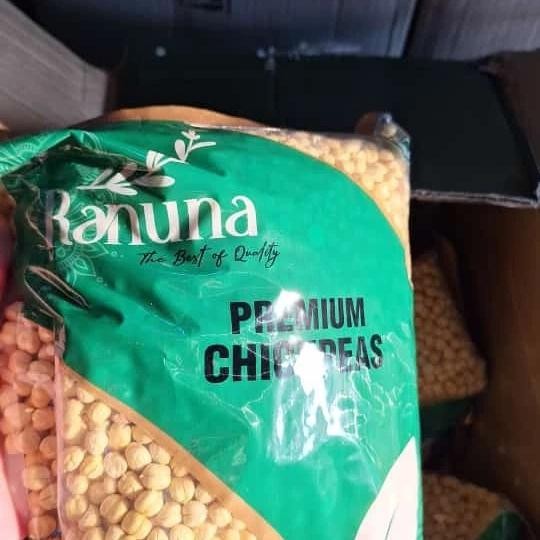 Ranuna
The Best of Quality
PREMIUM
CHICKPEAS